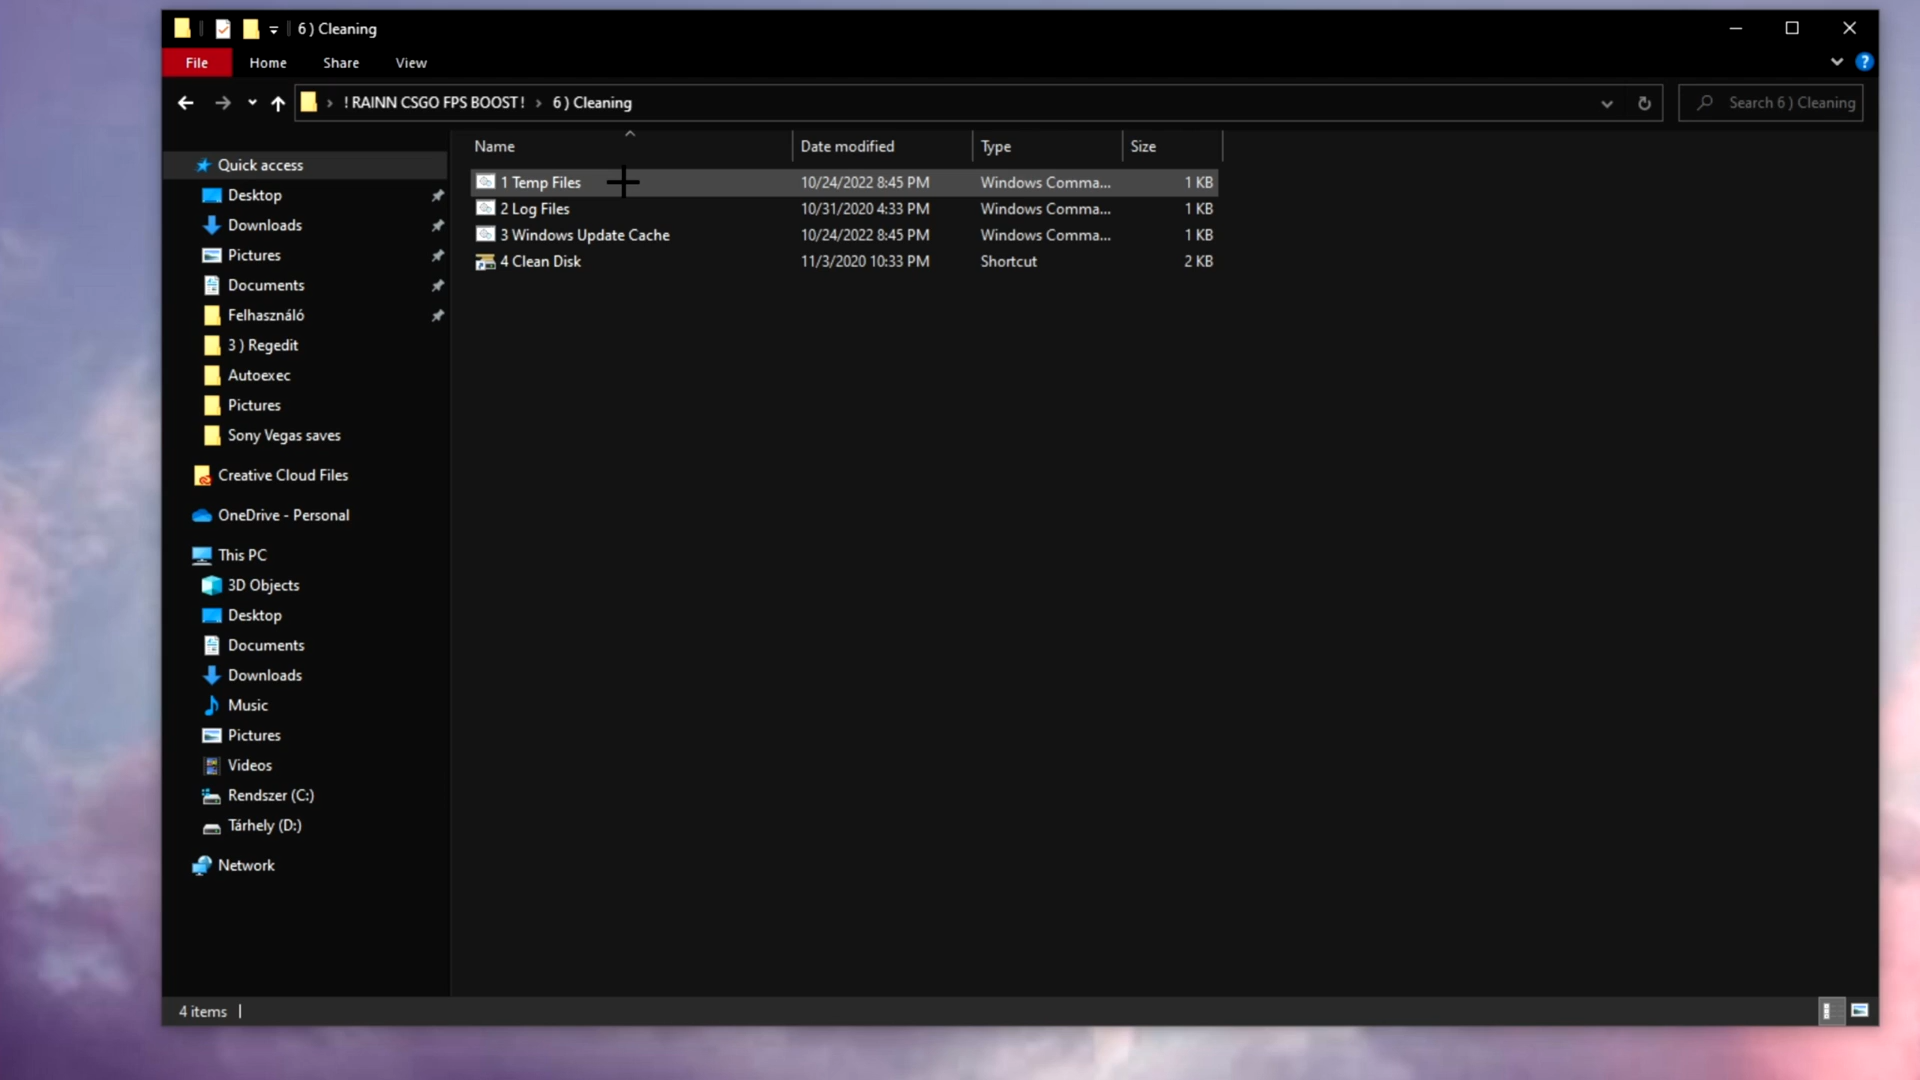 6 ) Cleaning
File Home Share View
! RAINN CSGO FPS BOOST ! › 6 ) Cleaning
Search 6 ) Cleaning
Name Date modified Type Size
1 Temp Files 10/24/2022 8:45 PM Windows Comma... 1 KB
2 Log Files 10/31/2020 4:33 PM Windows Comma... 1 KB
3 Windows Update Cache 10/24/2022 8:45 PM Windows Comma... 1 KB
4 Clean Disk 11/3/2020 10:33 PM Shortcut 2 KB
Quick access
Desktop
Downloads
Pictures
Documents
Felhasználó
3 ) Regedit
Autoexec
Pictures
Sony Vegas saves
Creative Cloud Files
OneDrive - Personal
This PC
3D Objects
Desktop
Documents
Downloads
Music
Pictures
Videos
Rendszer (C:)
Tárhely (D:)
Network
4 items